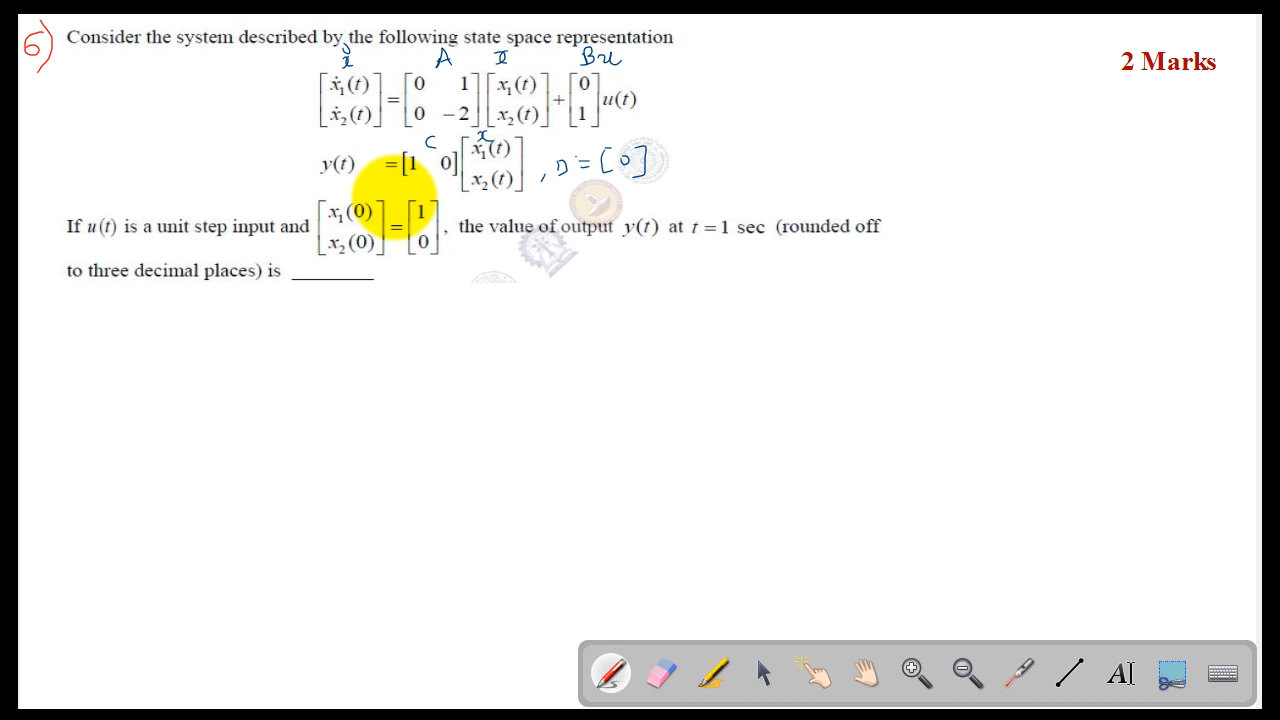 6)
Consider the system described by the following state space representation
2 Marks
ẋ A x Bu
[ẋ₁(t) ẋ₂(t)] = [0 1 0 −2] [x₁(t) x₂(t)] + [0 1] u(t)
C x
y(t) = [1 0] [x₁(t) x₂(t)] , D = [0]
If u(t) is a unit step input and [x₁(0) x₂(0)] = [1 0], the value of output y(t) at t = 1 sec (rounded off
to three decimal places) is ________
A